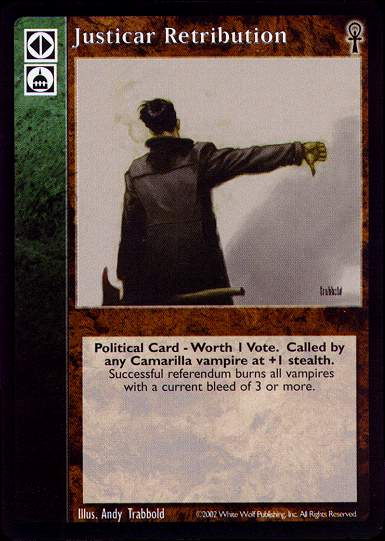 Justicar Retribution
Trabbold
Political Card - Worth 1 Vote. Called by
any Camarilla vampire at +1 stealth.
Successful referendum burns all vampires
with a current bleed of 3 or more.
Illus. Andy Trabbold
©2002 White Wolf Publishing, Inc. All Rights Reserved.